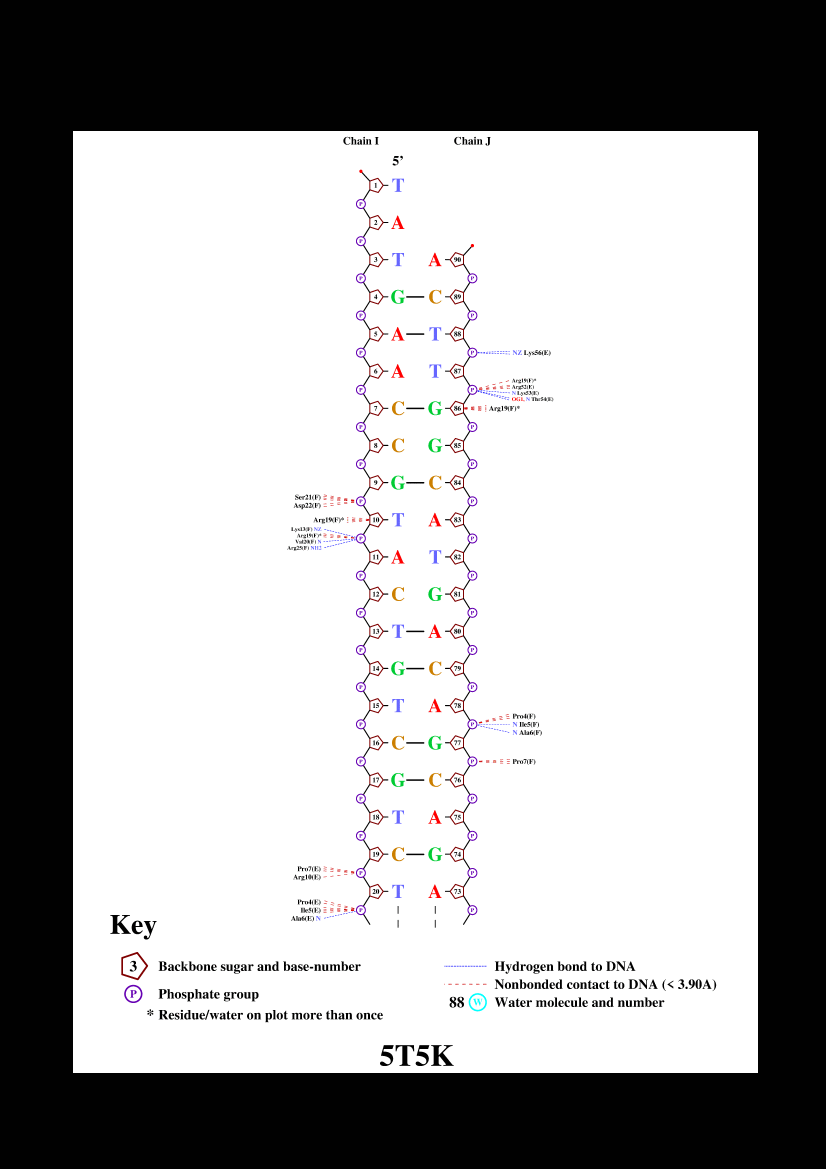 Chain I Chain J
5'
1 T
P
2 A
P
3 T A 90
P P
4 G C 89
P P
5 A T 88
P P NZ Lys56(E)
6 A T 87
Arg19(F)*
P P Arg52(E)
N Lys53(E)
OG1, N Thr54(E)
7 C G 86 Arg19(F)*
P P
8 C G 85
P P
9 G C 84
Ser21(F)
P P
Asp22(F)
Arg19(F)* 10 T A 83
Lys13(F) NZ
Arg19(F)*
P P
Val20(F) N
Arg25(F) NH2
11 A T 82
P P
12 C G 81
P P
13 T A 80
P P
14 G C 79
P P
15 T A 78
Pro4(F)
P P N Ile5(F)
N Ala6(F)
16 C G 77
P P Pro7(F)
17 G C 76
P P
18 T A 75
P P
19 C G 74
Pro7(E)
P P
Arg10(E)
20 T A 73
Pro4(E)
Ile5(E) P P
Ala6(E) N
Key
3 Backbone sugar and base-number
P Phosphate group
* Residue/water on plot more than once
Hydrogen bond to DNA
Nonbonded contact to DNA (< 3.90A)
88 W Water molecule and number
5T5K